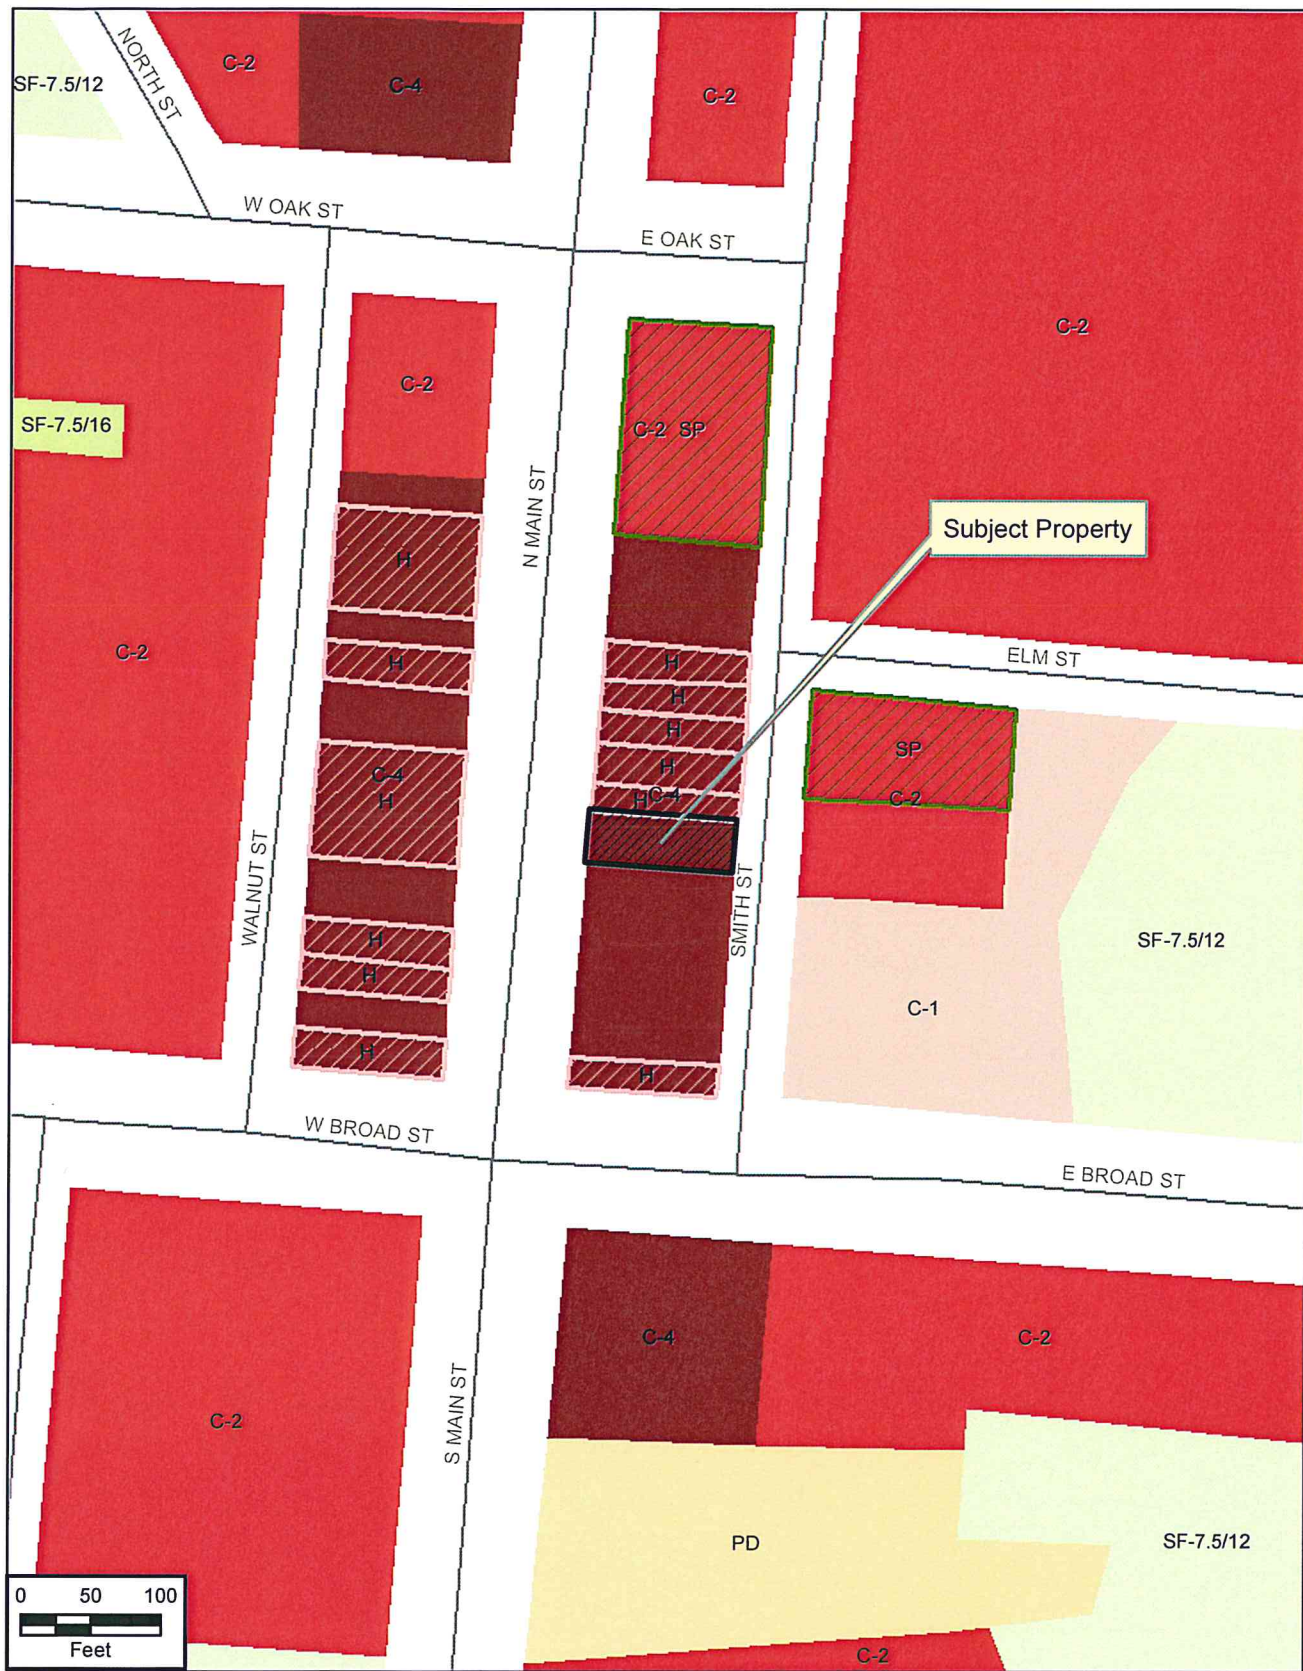 C-2
C-4
C-2
SF-7.5/12
NORTH ST
W OAK ST
E OAK ST
C-2
C-2
C-2 SP
SF-7.5/16
N MAIN ST
Subject Property
H
C-2
H
H
ELM ST
H
H
SP
H
C-4
H
H C-4
C-2
WALNUT ST
SMITH ST
H
SF-7.5/12
H
C-1
H
H
W BROAD ST
E BROAD ST
C-4
C-2
S MAIN ST
C-2
PD
SF-7.5/12
0 50 100
Feet
C-2